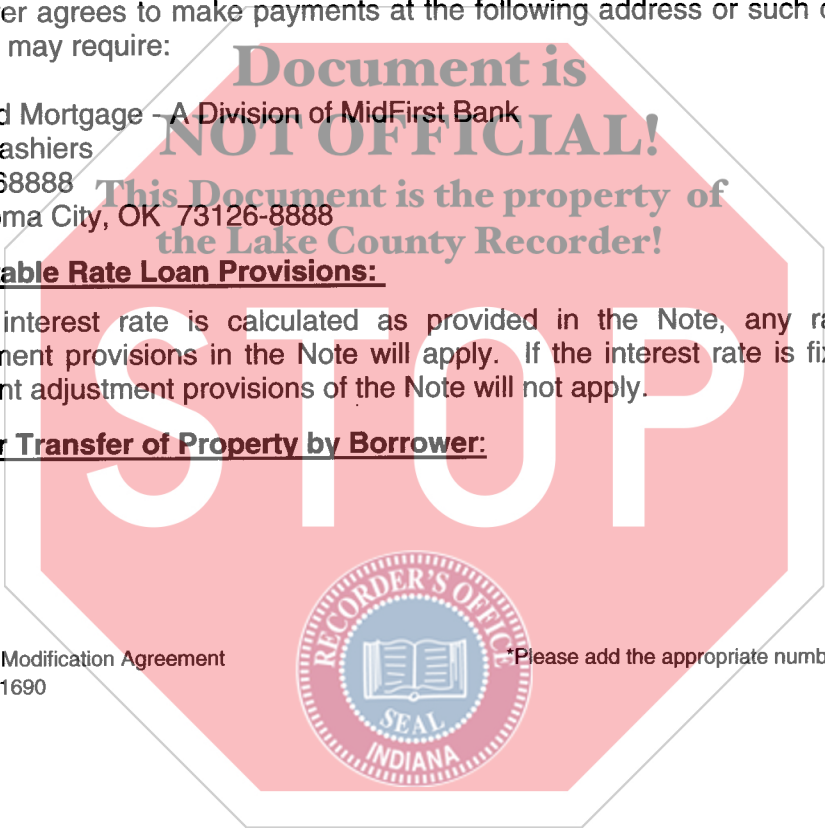 er agrees to make payments at the following address or such
may require:
Document is
d Mortgage - A Division of MidFirst Bank
NOT OFFICIAL!
ashiers
68888
This Document is the property of
ma City, OK 73126-8888
the Lake County Recorder!
able Rate Loan Provisions:
interest rate is calculated as provided in the Note, any ra
ment provisions in the Note will apply. If the interest rate is fix
nt adjustment provisions of the Note will not apply.
STOP
r Transfer of Property by Borrower:
RECORDER'S OFFICE
SEAL
INDIANA
Modification Agreement
*Please add the appropriate numb
1690